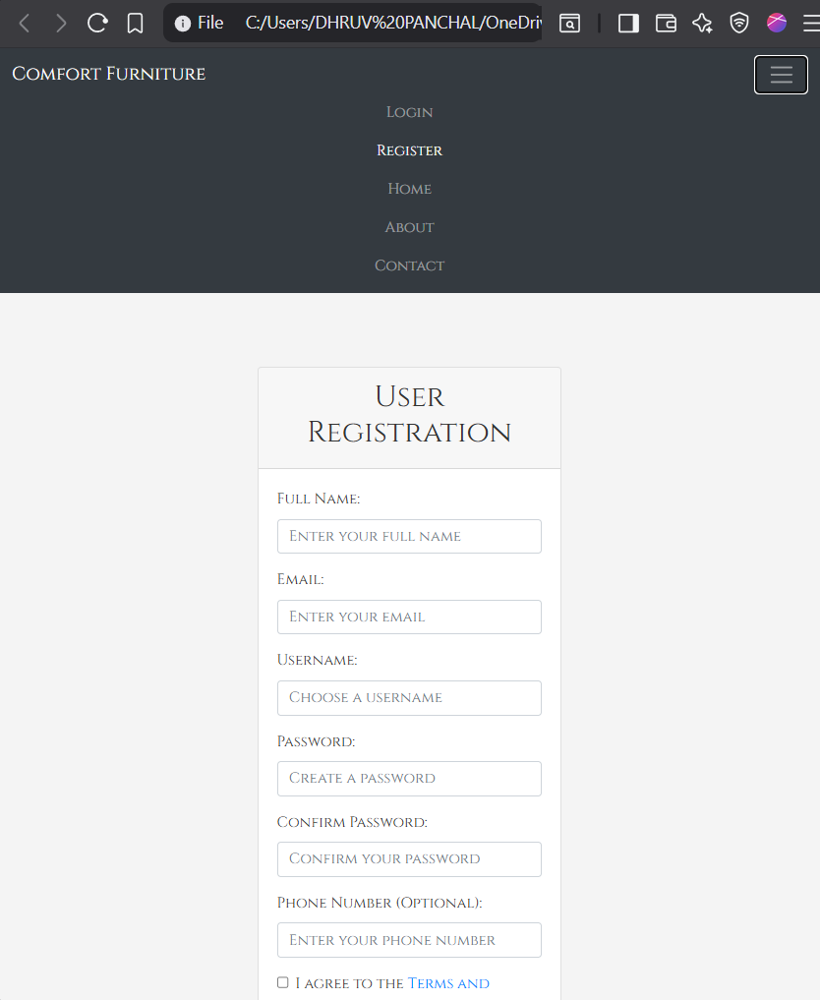 File C:/Users/DHRUV%20PANCHAL/OneDri
Comfort Furniture
Login
Register
Home
About
Contact
User
Registration
Full Name:
Enter your full name
Email:
Enter your email
Username:
Choose a username
Password:
Create a password
Confirm Password:
Confirm your password
Phone Number (Optional):
Enter your phone number
I agree to the Terms and